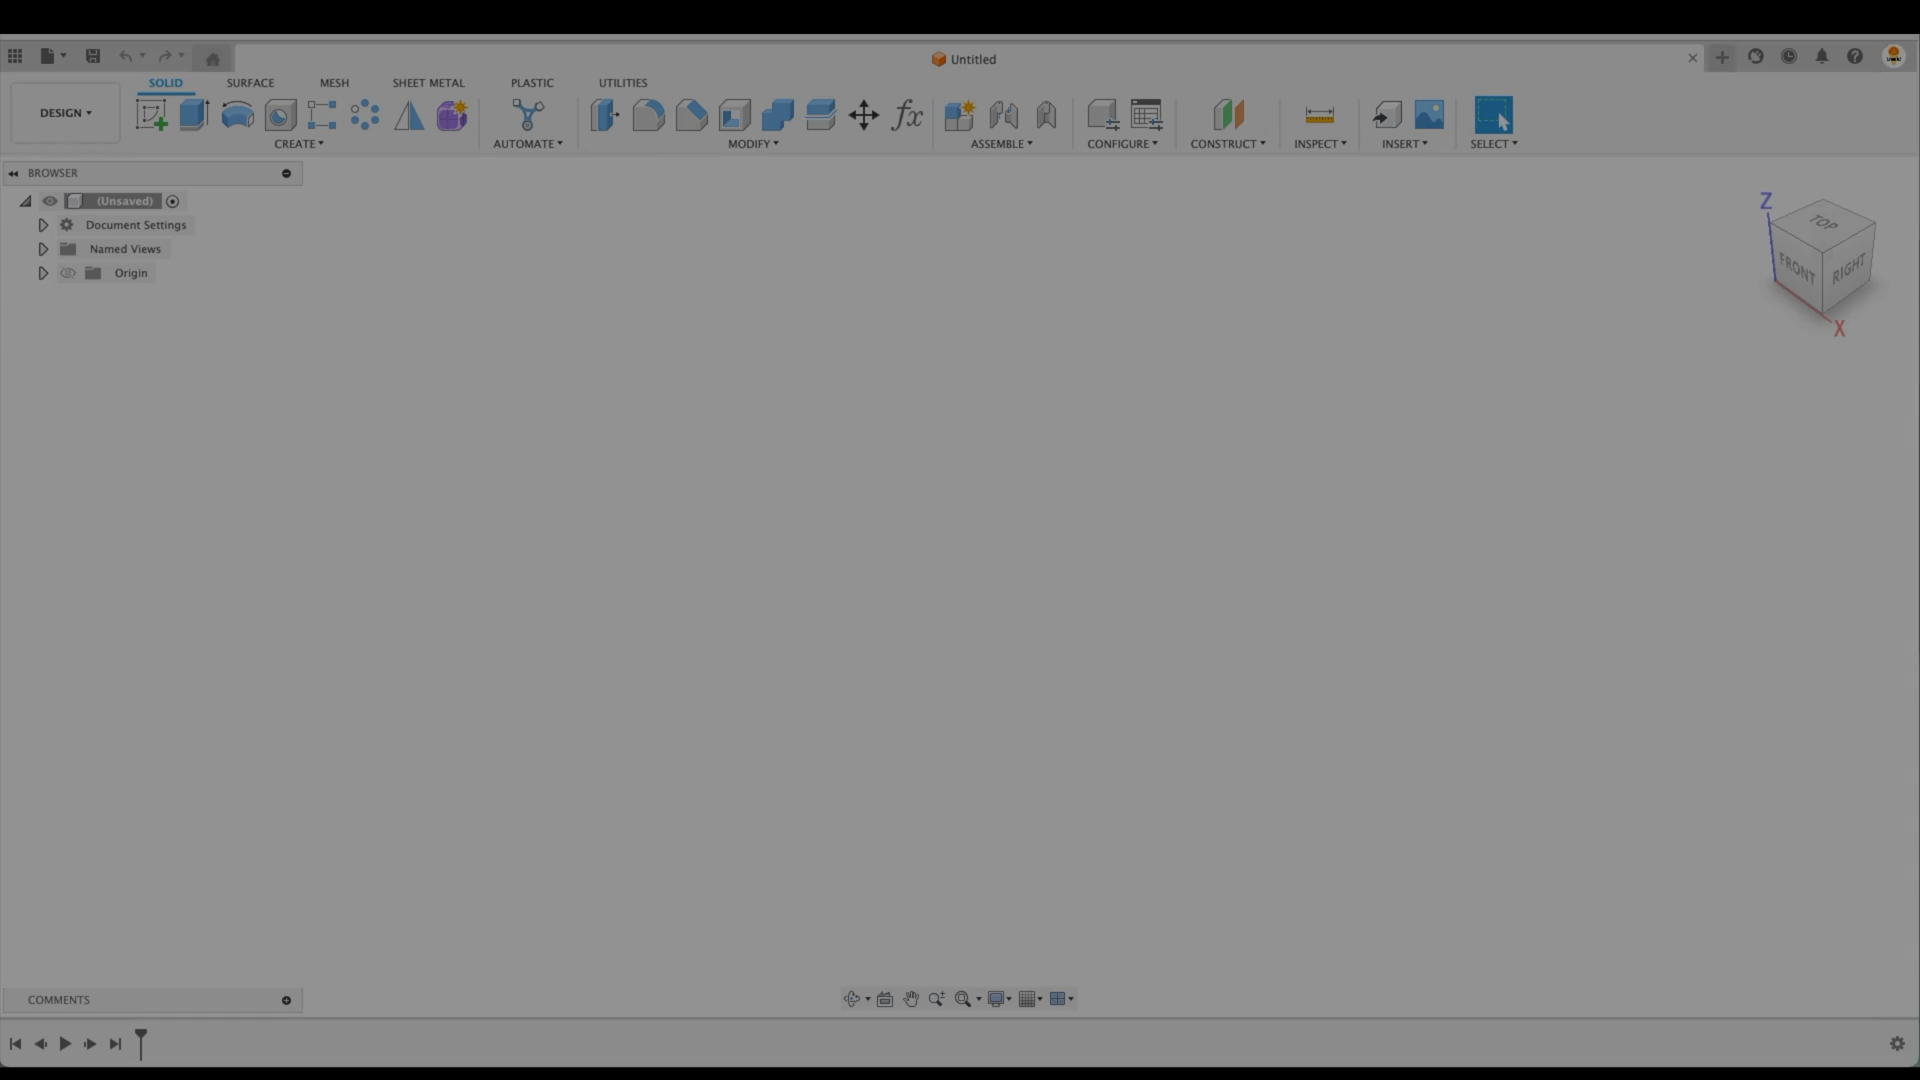 Untitled
SOLID SURFACE MESH SHEET METAL PLASTIC UTILITIES
DESIGN
fx
CREATE AUTOMATE MODIFY ASSEMBLE CONFIGURE CONSTRUCT INSPECT INSERT SELECT
BROWSER
(Unsaved)
Document Settings
Named Views
Origin
Z
TOP
FRONT RIGHT
X
COMMENTS